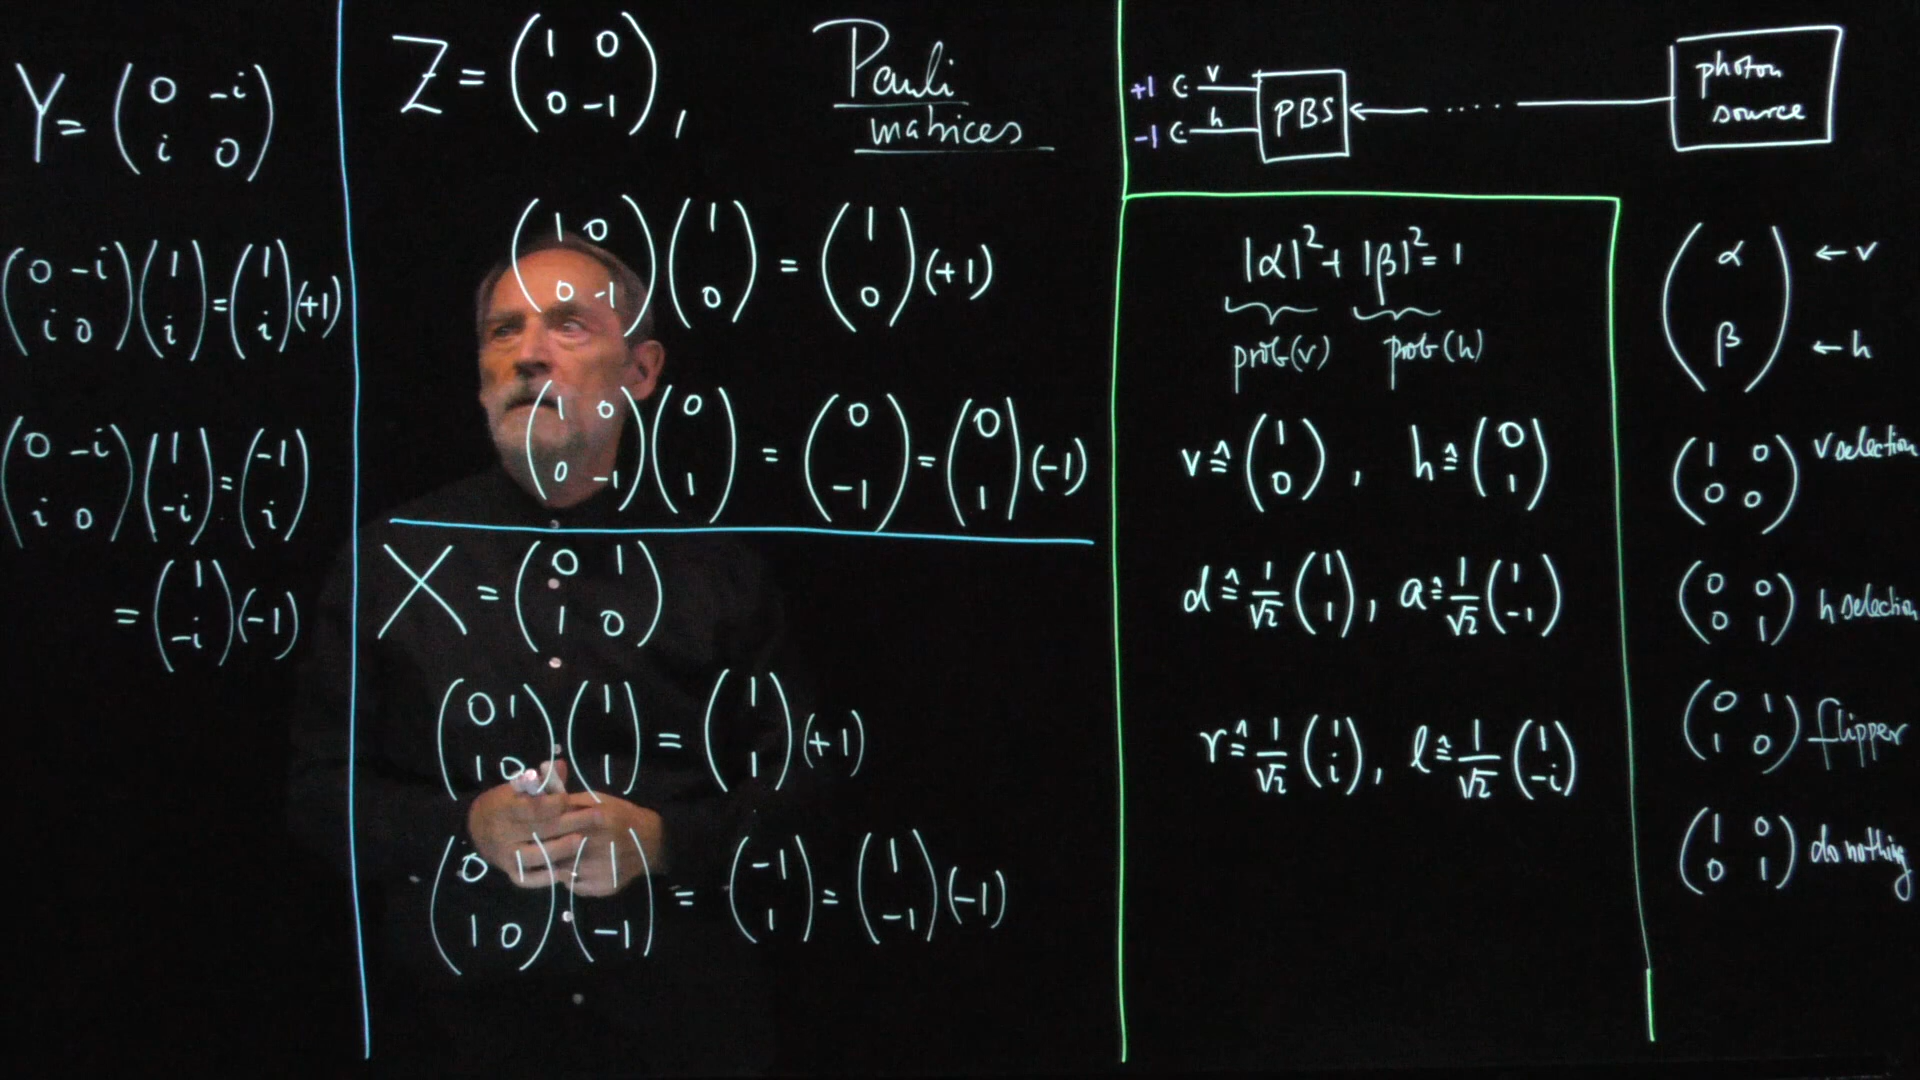 Y = ( 0 -i
i 0 )
( 0 -i
i 0 ) ( 1
i ) = ( 1
i ) (+1)
( 0 -i
i 0 ) ( 1
-i ) = ( -1
i )
= ( 1
-i ) (-1)
Z = ( 1 0
0 -1 ) ,
Pauli
matrices
( 1 0
0 -1 ) ( 1
0 ) = ( 1
0 ) (+1)
( 1 0
0 -1 ) ( 0
1 ) = ( 0
-1 ) = ( 0
1 ) (-1)
X = ( 0 1
1 0 )
( 0 1
1 0 ) ( 1
1 ) = ( 1
1 ) (+1)
( 0 1
1 0 ) ( 1
-1 ) = ( -1
1 ) = ( 1
-1 ) (-1)
+1 v
-1 h
PBS
....
photon
source
|α|² + |β|² = 1
prob(v) prob(h)
v ≙ ( 1
0 ) , h ≙ ( 0
1 )
d ≙ 1/√2 ( 1
1 ) , a ≙ 1/√2 ( 1
-1 )
r ≙ 1/√2 ( 1
i ) , l ≙ 1/√2 ( 1
-i )
( α
β ) ← v
← h
( 1 0
0 0 ) v selection
( 0 0
0 1 ) h selection
( 0 1
1 0 ) flipper
( 1 0
0 1 ) do nothing